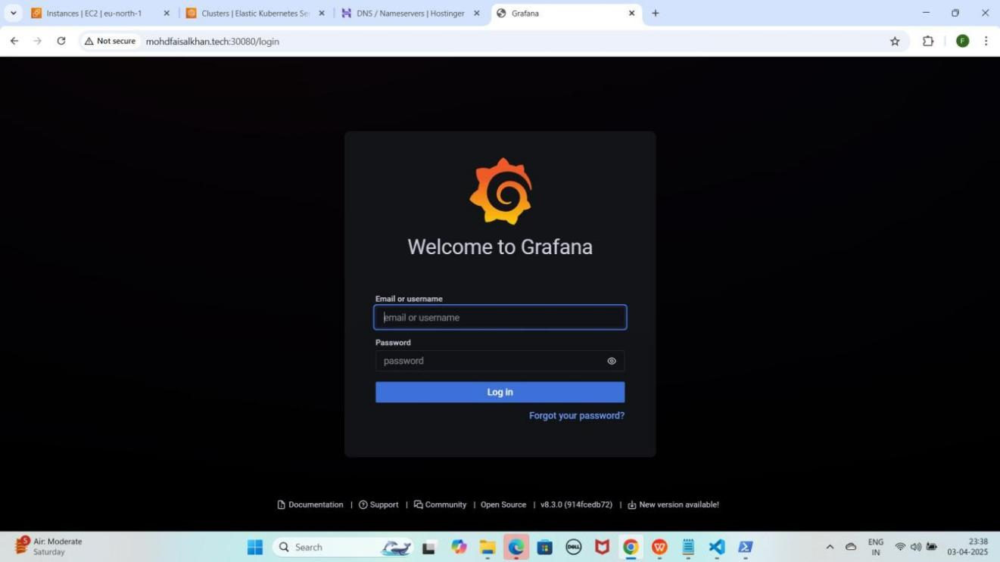 Instances | EC2 | eu-north-1
Clusters | Elastic Kubernetes Ser
DNS / Nameservers | Hostinger
Grafana
Not secure
mohdfaisalkhan.tech:30080/login
F
Welcome to Grafana
Email or username
email or username
Password
password
Log in
Forgot your password?
Documentation | Support | Community | Open Source | v8.3.0 (914fcedb72) | New version available!
5
Air: Moderate
Saturday
Search
DELL
ENG
IN
23:38
03-04-2025